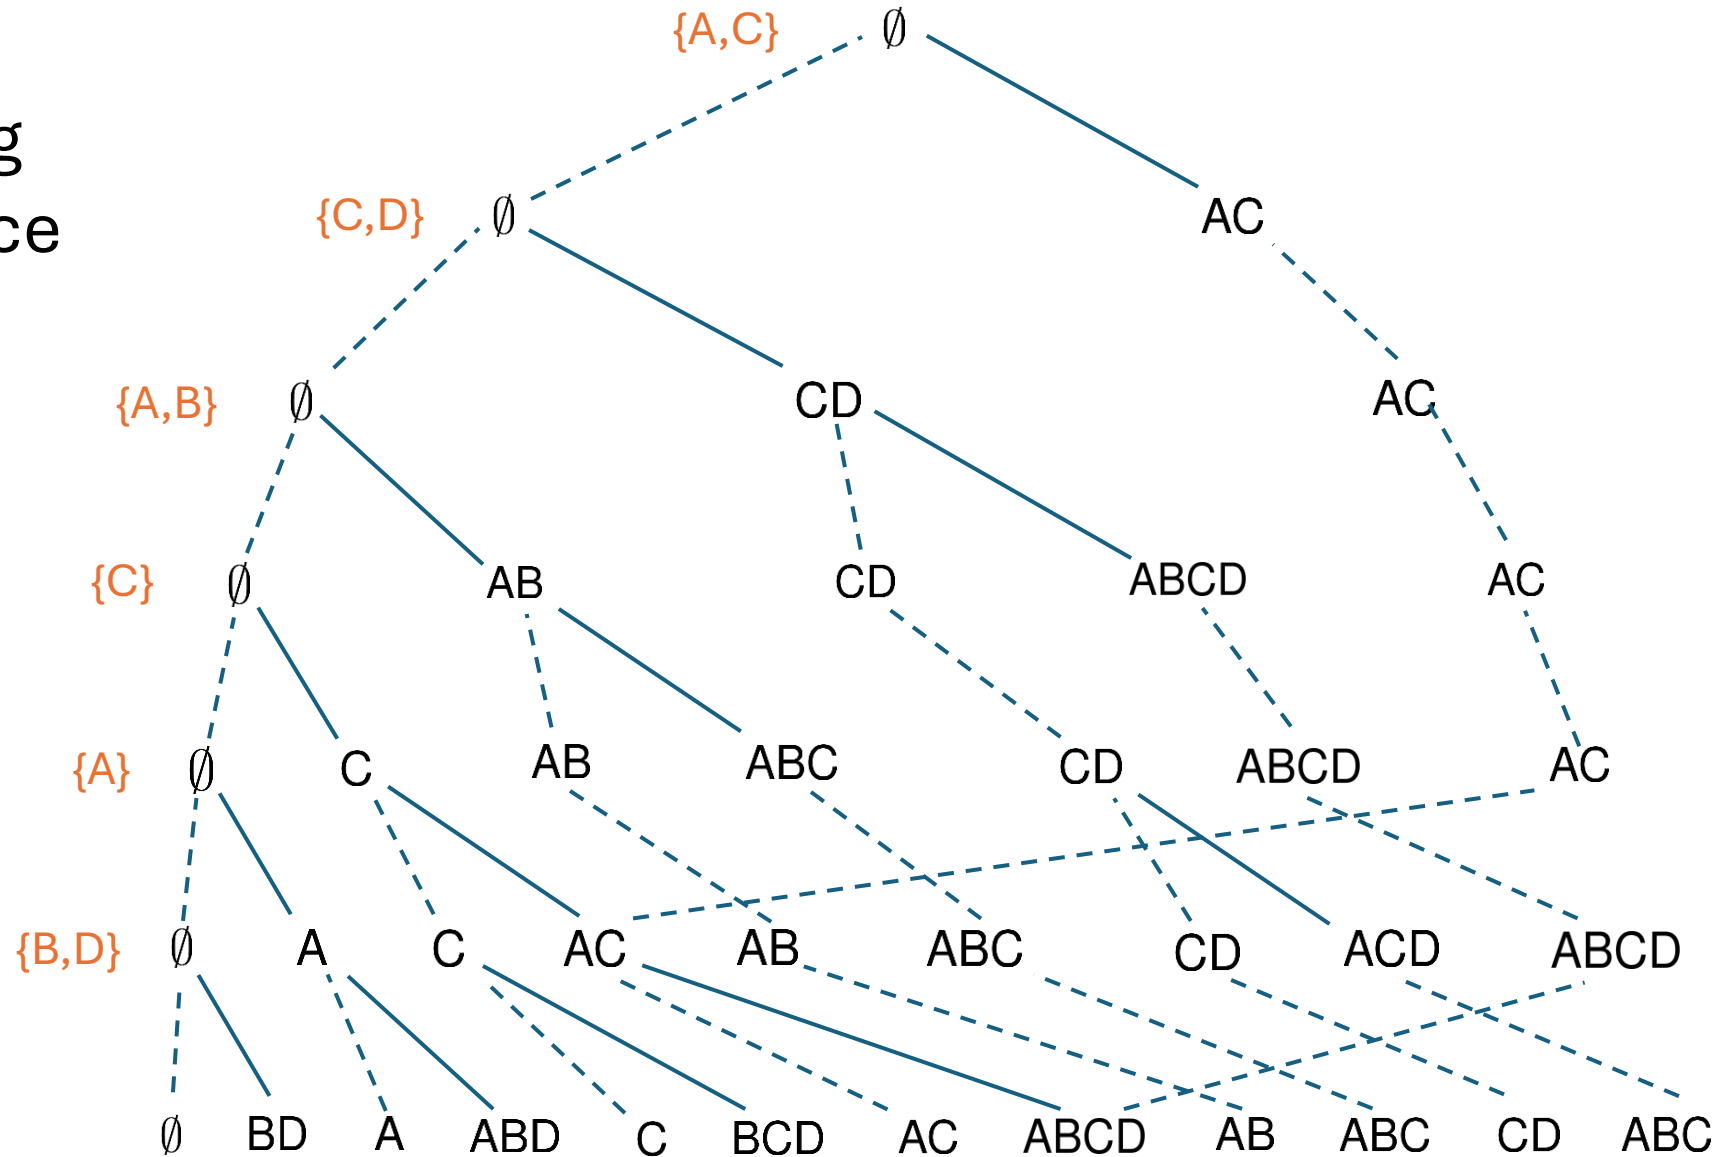 {A,C} ∅
g
{C,D} ∅ AC
ce
{A,B} ∅ CD AC
{C} ∅ AB CD ABCD AC
{A} ∅ C AB ABC CD ABCD AC
{B,D} ∅ A C AC AB ABC CD ACD ABCD
∅ BD A ABD C BCD AC ABCD AB ABC CD ABC